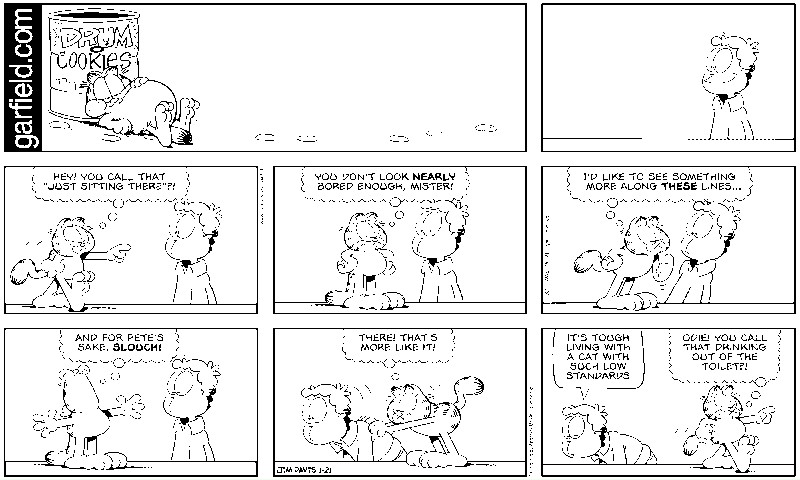 garfield.com
DRUM
O
COOKIES
HEY! YOU CALL THAT
"JUST SITTING THERE"?!
YOU DON'T LOOK NEARLY
BORED ENOUGH, MISTER!
I'D LIKE TO SEE SOMETHING
MORE ALONG THESE LINES...
AND FOR PETE'S
SAKE, SLOUCH!
THERE! THAT'S
MORE LIKE IT!
JIM DAVIS 1-21
IT'S TOUGH
LIVING WITH
A CAT WITH
SUCH LOW
STANDARDS
ODIE! YOU CALL
THAT DRINKING
OUT OF THE
TOILET?!